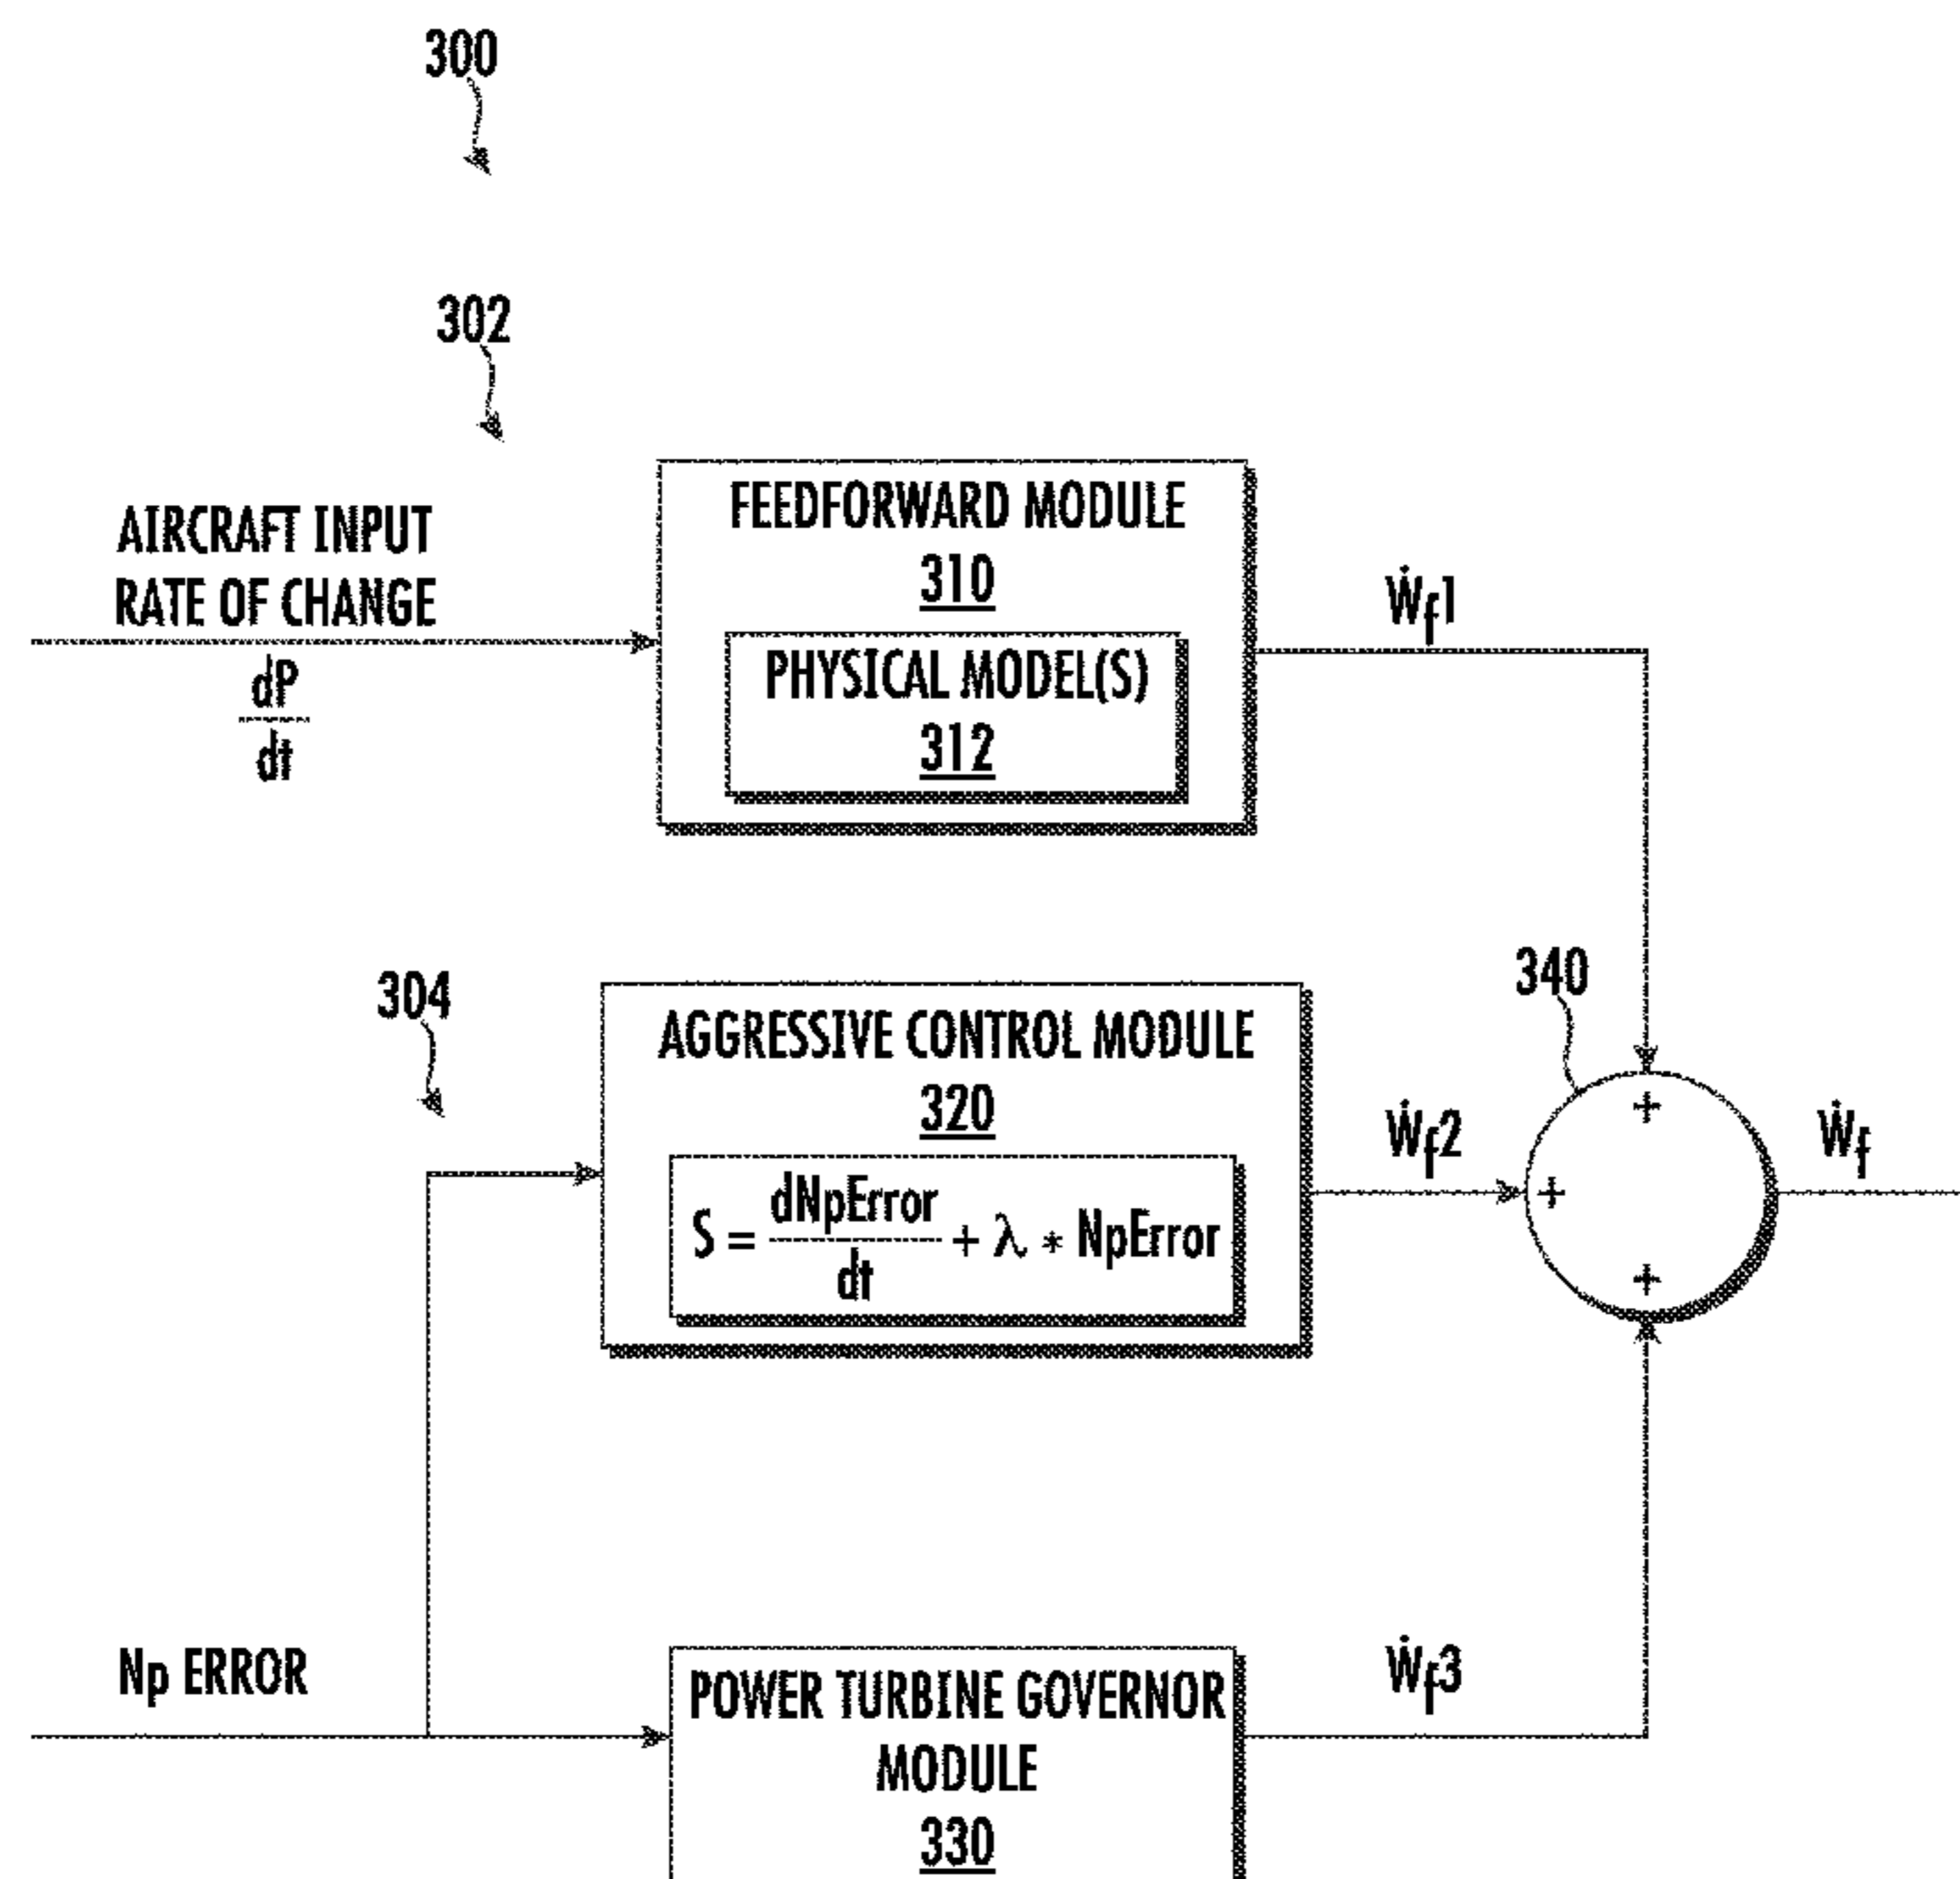 300
302
AIRCRAFT INPUT
RATE OF CHANGE
dP
dt
FEEDFORWARD MODULE
310
PHYSICAL MODEL(S)
312
Ẇf1
304
AGGRESSIVE CONTROL MODULE
320
S = dNpError/dt + λ * NpError
Ẇf2
340
+
+
+
Ẇf
Np ERROR
POWER TURBINE GOVERNOR
MODULE
330
Ẇf3